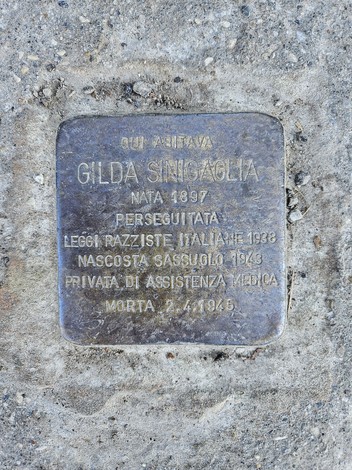 QUI ABITAVA
GILDA SINIGAGLIA
NATA 1897
PERSEGUITATA
LEGGI RAZZISTE ITALIANE 1938
NASCOSTA SASSUOLO 1943
PRIVATA DI ASSISTENZA MEDICA
MORTA 2.4.1945